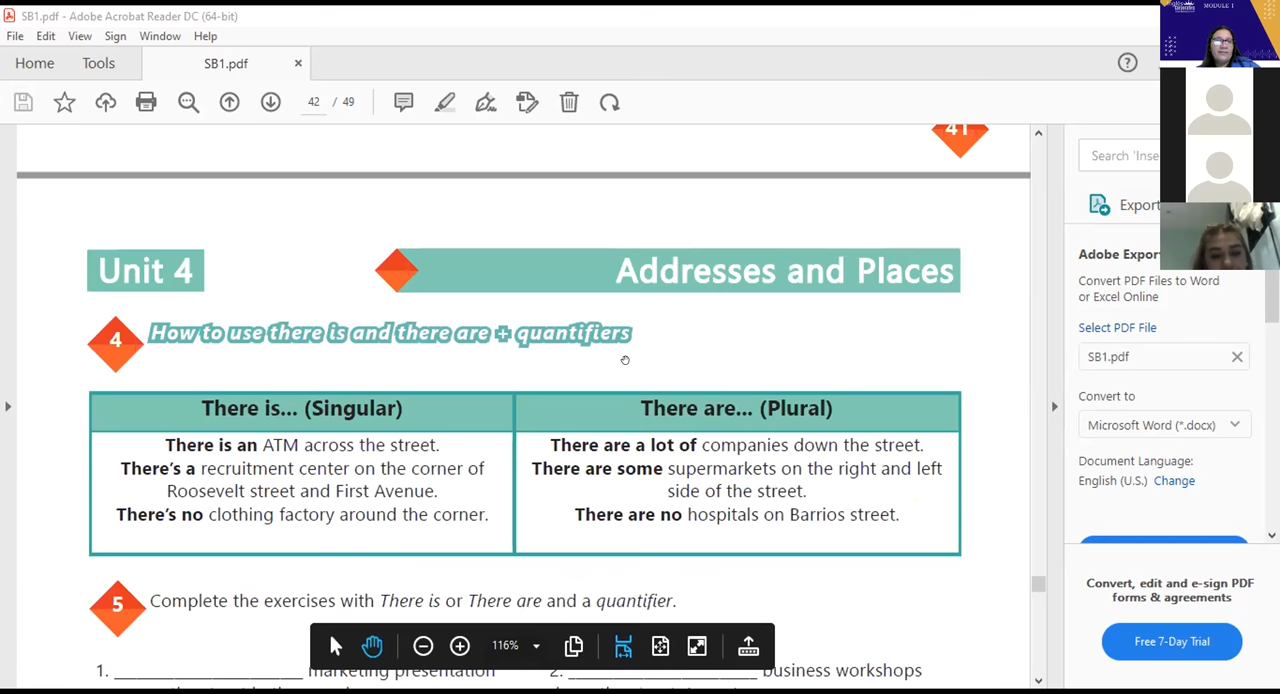 SB1.pdf - Adobe Acrobat Reader DC (64-bit)
File Edit View Sign Window Help
Home Tools SB1.pdf
42 / 49
MODULE 1
41
Search 'Inse
Export
Unit 4
Addresses and Places
4 How to use there is and there are + quantifiers
There is... (Singular)
There is an ATM across the street.
There's a recruitment center on the corner of
Roosevelt street and First Avenue.
There's no clothing factory around the corner.
There are... (Plural)
There are a lot of companies down the street.
There are some supermarkets on the right and left
side of the street.
There are no hospitals on Barrios street.
5 Complete the exercises with There is or There are and a quantifier.
1. ____________________ marketing presentation
2. ____________________ business workshops
116%
Adobe Export
Convert PDF Files to Word
or Excel Online
Select PDF File
SB1.pdf
Convert to
Microsoft Word (*.docx)
Document Language:
English (U.S.) Change
Convert, edit and e-sign PDF
forms & agreements
Free 7-Day Trial